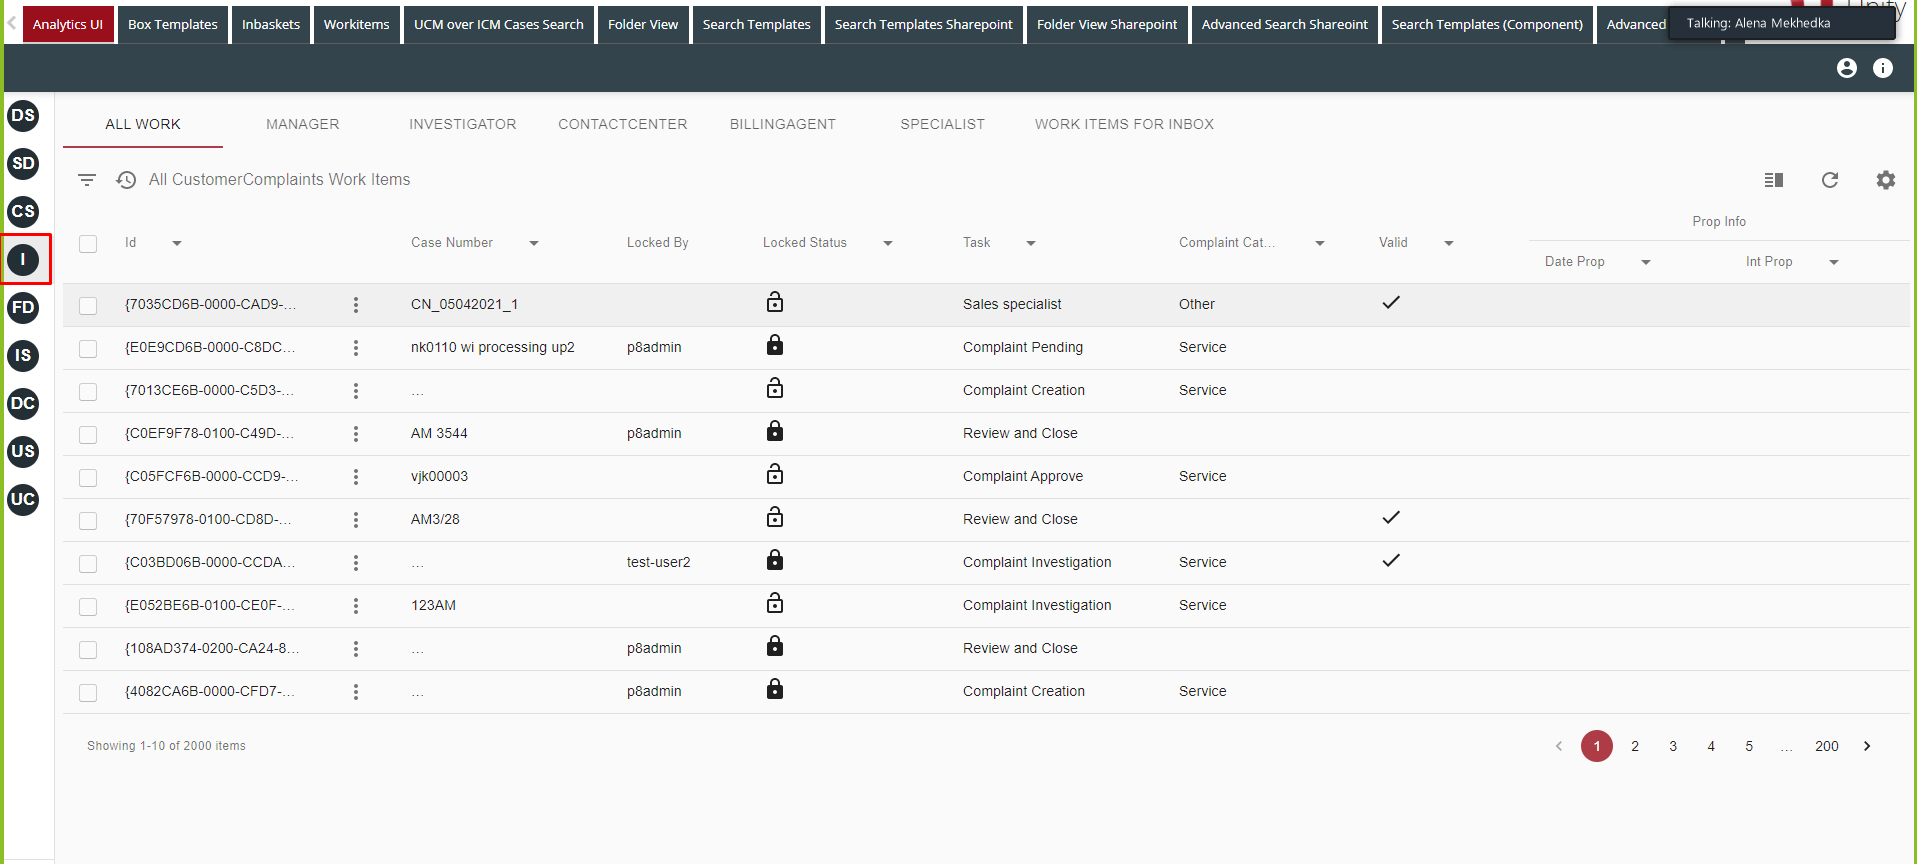 Analytics UI Box Templates Inbaskets Workitems UCM over ICM Cases Search Folder View Search Templates Search Templates Sharepoint Folder View Sharepoint Advanced Search Shareoint Search Templates (Component) Advanced
Talking: Alena Mekhedka
DS
SD
CS
I
FD
IS
DC
US
UC
ALL WORK MANAGER INVESTIGATOR CONTACTCENTER BILLINGAGENT SPECIALIST WORK ITEMS FOR INBOX
All CustomerComplaints Work Items
Prop Info
Id Case Number Locked By Locked Status Task Complaint Cat... Valid
Date Prop Int Prop
{7035CD6B-0000-CAD9-... CN_05042021_1 Sales specialist Other
{E0E9CD6B-0000-C8DC... nk0110 wi processing up2 p8admin Complaint Pending Service
{7013CE6B-0000-C5D3-... ... Complaint Creation Service
{C0EF9F78-0100-C49D-... AM 3544 p8admin Review and Close
{C05FCF6B-0000-CCD9-... vjk00003 Complaint Approve Service
{70F57978-0100-CD8D-... AM3/28 Review and Close
{C03BD06B-0000-CCDA... ... test-user2 Complaint Investigation Service
{E052BE6B-0100-CE0F-... 123AM Complaint Investigation Service
{108AD374-0200-CA24-8... ... p8admin Review and Close
{4082CA6B-0000-CFD7-... ... p8admin Complaint Creation Service
Showing 1-10 of 2000 items
1 2 3 4 5 ... 200